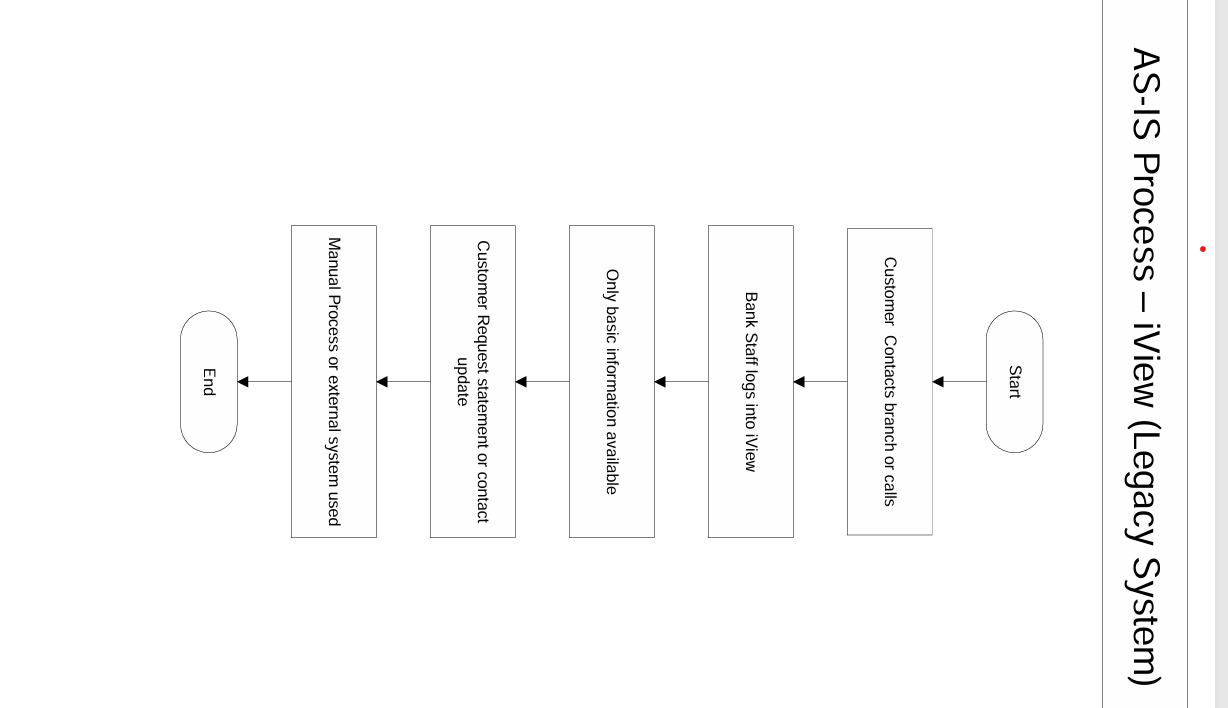 AS-IS Process – iView (Legacy System)
Start
Customer  Contacts branch or calls
Bank Staff logs into iView
Only basic information available
Customer Request statement or contact
update
Manual Process or external system used
End